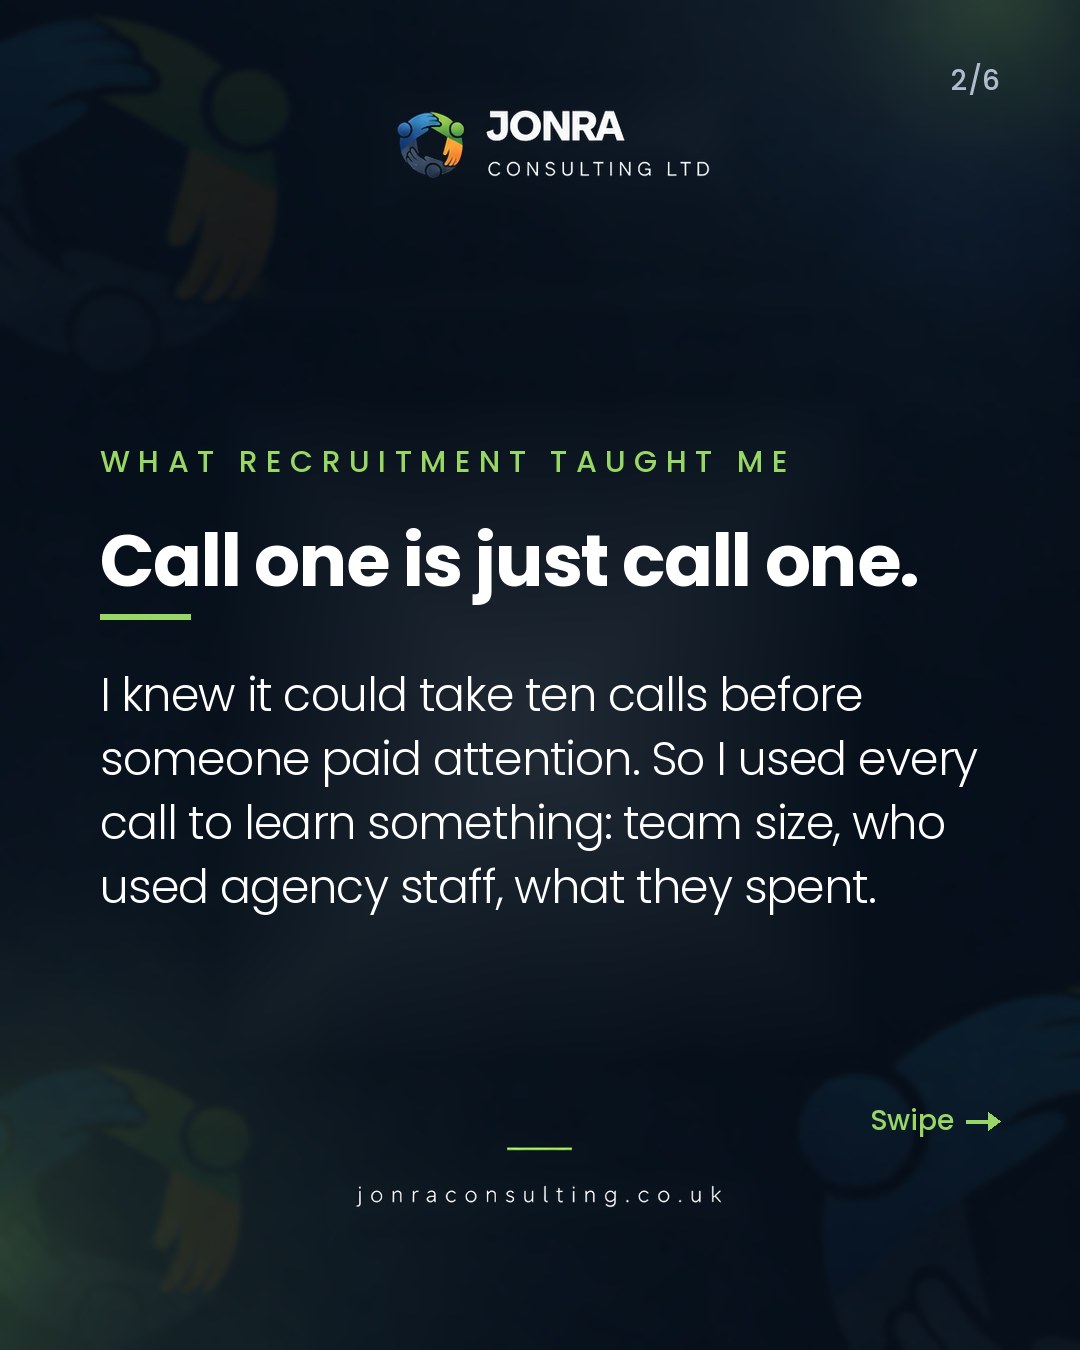 2/6
JONRA
CONSULTING LTD
WHAT RECRUITMENT TAUGHT ME
Call one is just call one.
I knew it could take ten calls before
someone paid attention. So I used every
call to learn something: team size, who
used agency staff, what they spent.
Swipe →
jonraconsulting.co.uk